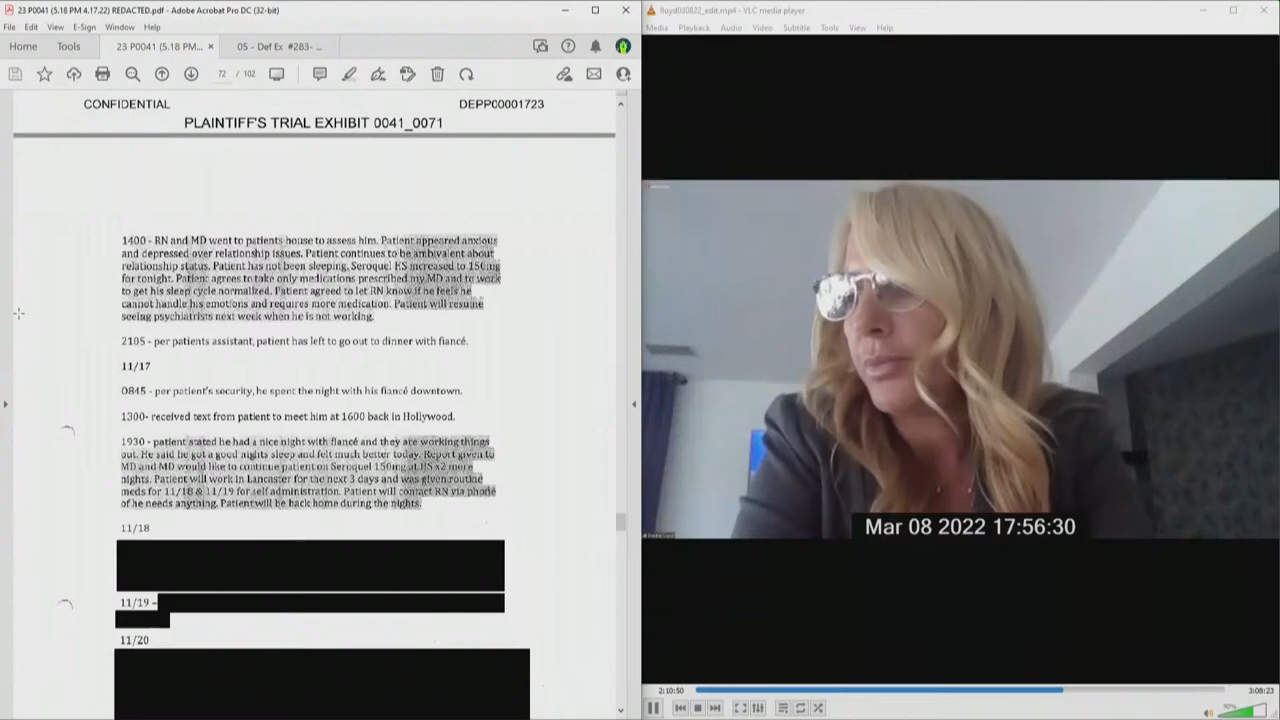 23 P0041 (5.18 PM 4.17.22) REDACTED.pdf - Adobe Acrobat Pro DC (32-bit)
File Edit View E-Sign Window Help
Home Tools 23 P0041 (5.18 PM... × 05 - Def Ex #283- ...
72 / 102
CONFIDENTIAL DEPP00001723
PLAINTIFF'S TRIAL EXHIBIT 0041_0071
1400 - RN and MD went to patients house to assess him. Patient appeared anxious
and depressed over relationship issues. Patient continues to be ambivalent about
relationship status. Patient has not been sleeping. Seroquel HS increased to 150mg
for tonight. Patient agrees to take only medications prescribed my MD and to work
to get his sleep cycle normalized. Patient agreed to let RN know if he feels he
cannot handle his emotions and requires more medication. Patient will resume
seeing psychiatrists next week when he is not working.
2105 - per patients assistant, patient has left to go out to dinner with fiancé.
11/17
0845 - per patient's security, he spent the night with his fiancé downtown.
1300- received text from patient to meet him at 1600 back in Hollywood.
1930 - patient stated he had a nice night with fiancé and they are working things
out. He said he got a good nights sleep and felt much better today. Report given to
MD and MD would like to continue patient on Seroquel 150mg at HS x2 more
nights. Patient will work in Lancaster for the next 3 days and was given routine
meds for 11/18 & 11/19 for self administration. Patient will contact RN via phone
of he needs anything. Patient will be back home during the nights.
11/18
11/19 -
11/20
lloyd030822_edit.mp4 - VLC media player
Media Playback Audio Video Subtitle Tools View Help
Mar 08 2022 17:56:30
2:10:50 3:08:23